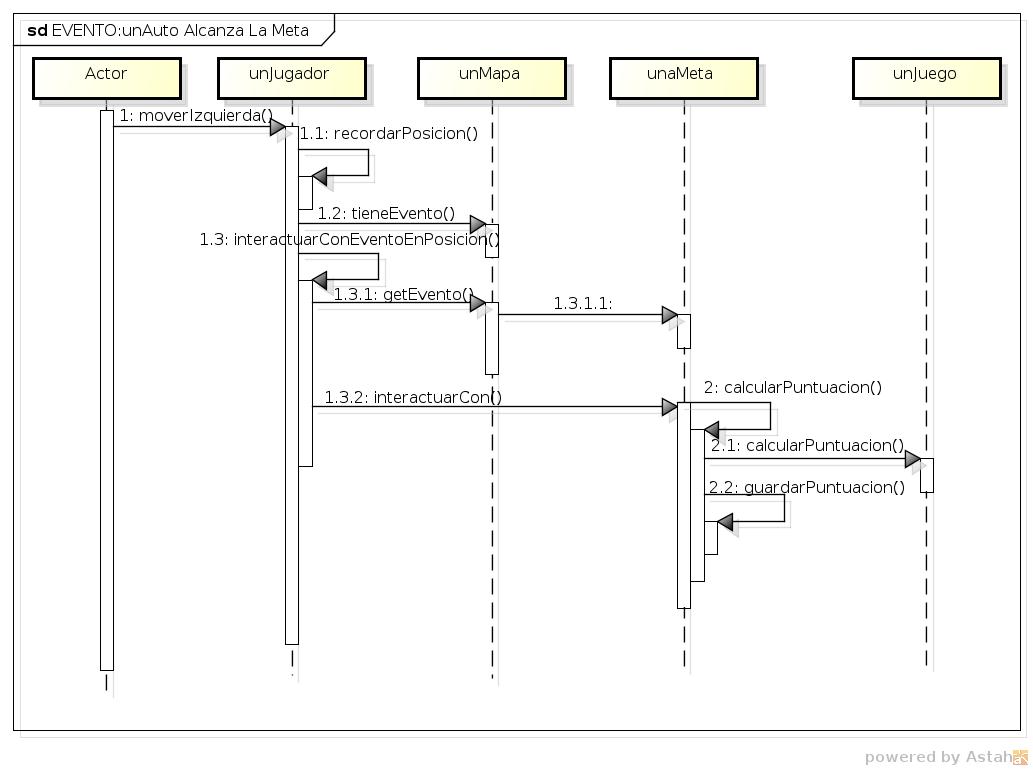 sd EVENTO:unAuto Alcanza La Meta
Actor
unJugador
unMapa
unaMeta
unJuego
1: moverIzquierda()
1.1: recordarPosicion()
1.2: tieneEvento()
1.3: interactuarConEventoEnPosicion()
1.3.1: getEvento()
1.3.1.1:
2: calcularPuntuacion()
1.3.2: interactuarCon()
2.1: calcularPuntuacion()
2.2: guardarPuntuacion()
powered by Astah